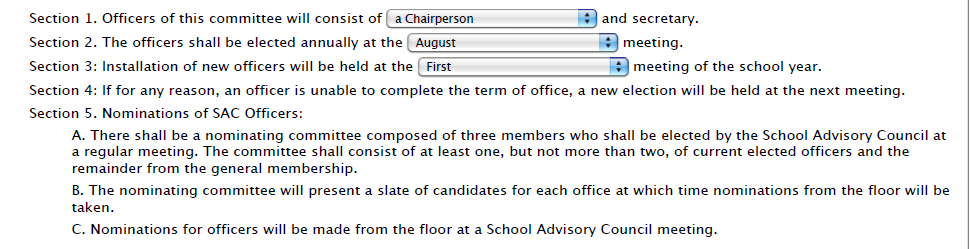 Section 1. Officers of this committee will consist of a Chairperson and secretary.
Section 2. The officers shall be elected annually at the August meeting.
Section 3: Installation of new officers will be held at the First meeting of the school year.
Section 4: If for any reason, an officer is unable to complete the term of office, a new election will be held at the next meeting.
Section 5. Nominations of SAC Officers:
A. There shall be a nominating committee composed of three members who shall be elected by the School Advisory Council at
a regular meeting. The committee shall consist of at least one, but not more than two, of current elected officers and the
remainder from the general membership.
B. The nominating committee will present a slate of candidates for each office at which time nominations from the floor will be
taken.
C. Nominations for officers will be made from the floor at a School Advisory Council meeting.